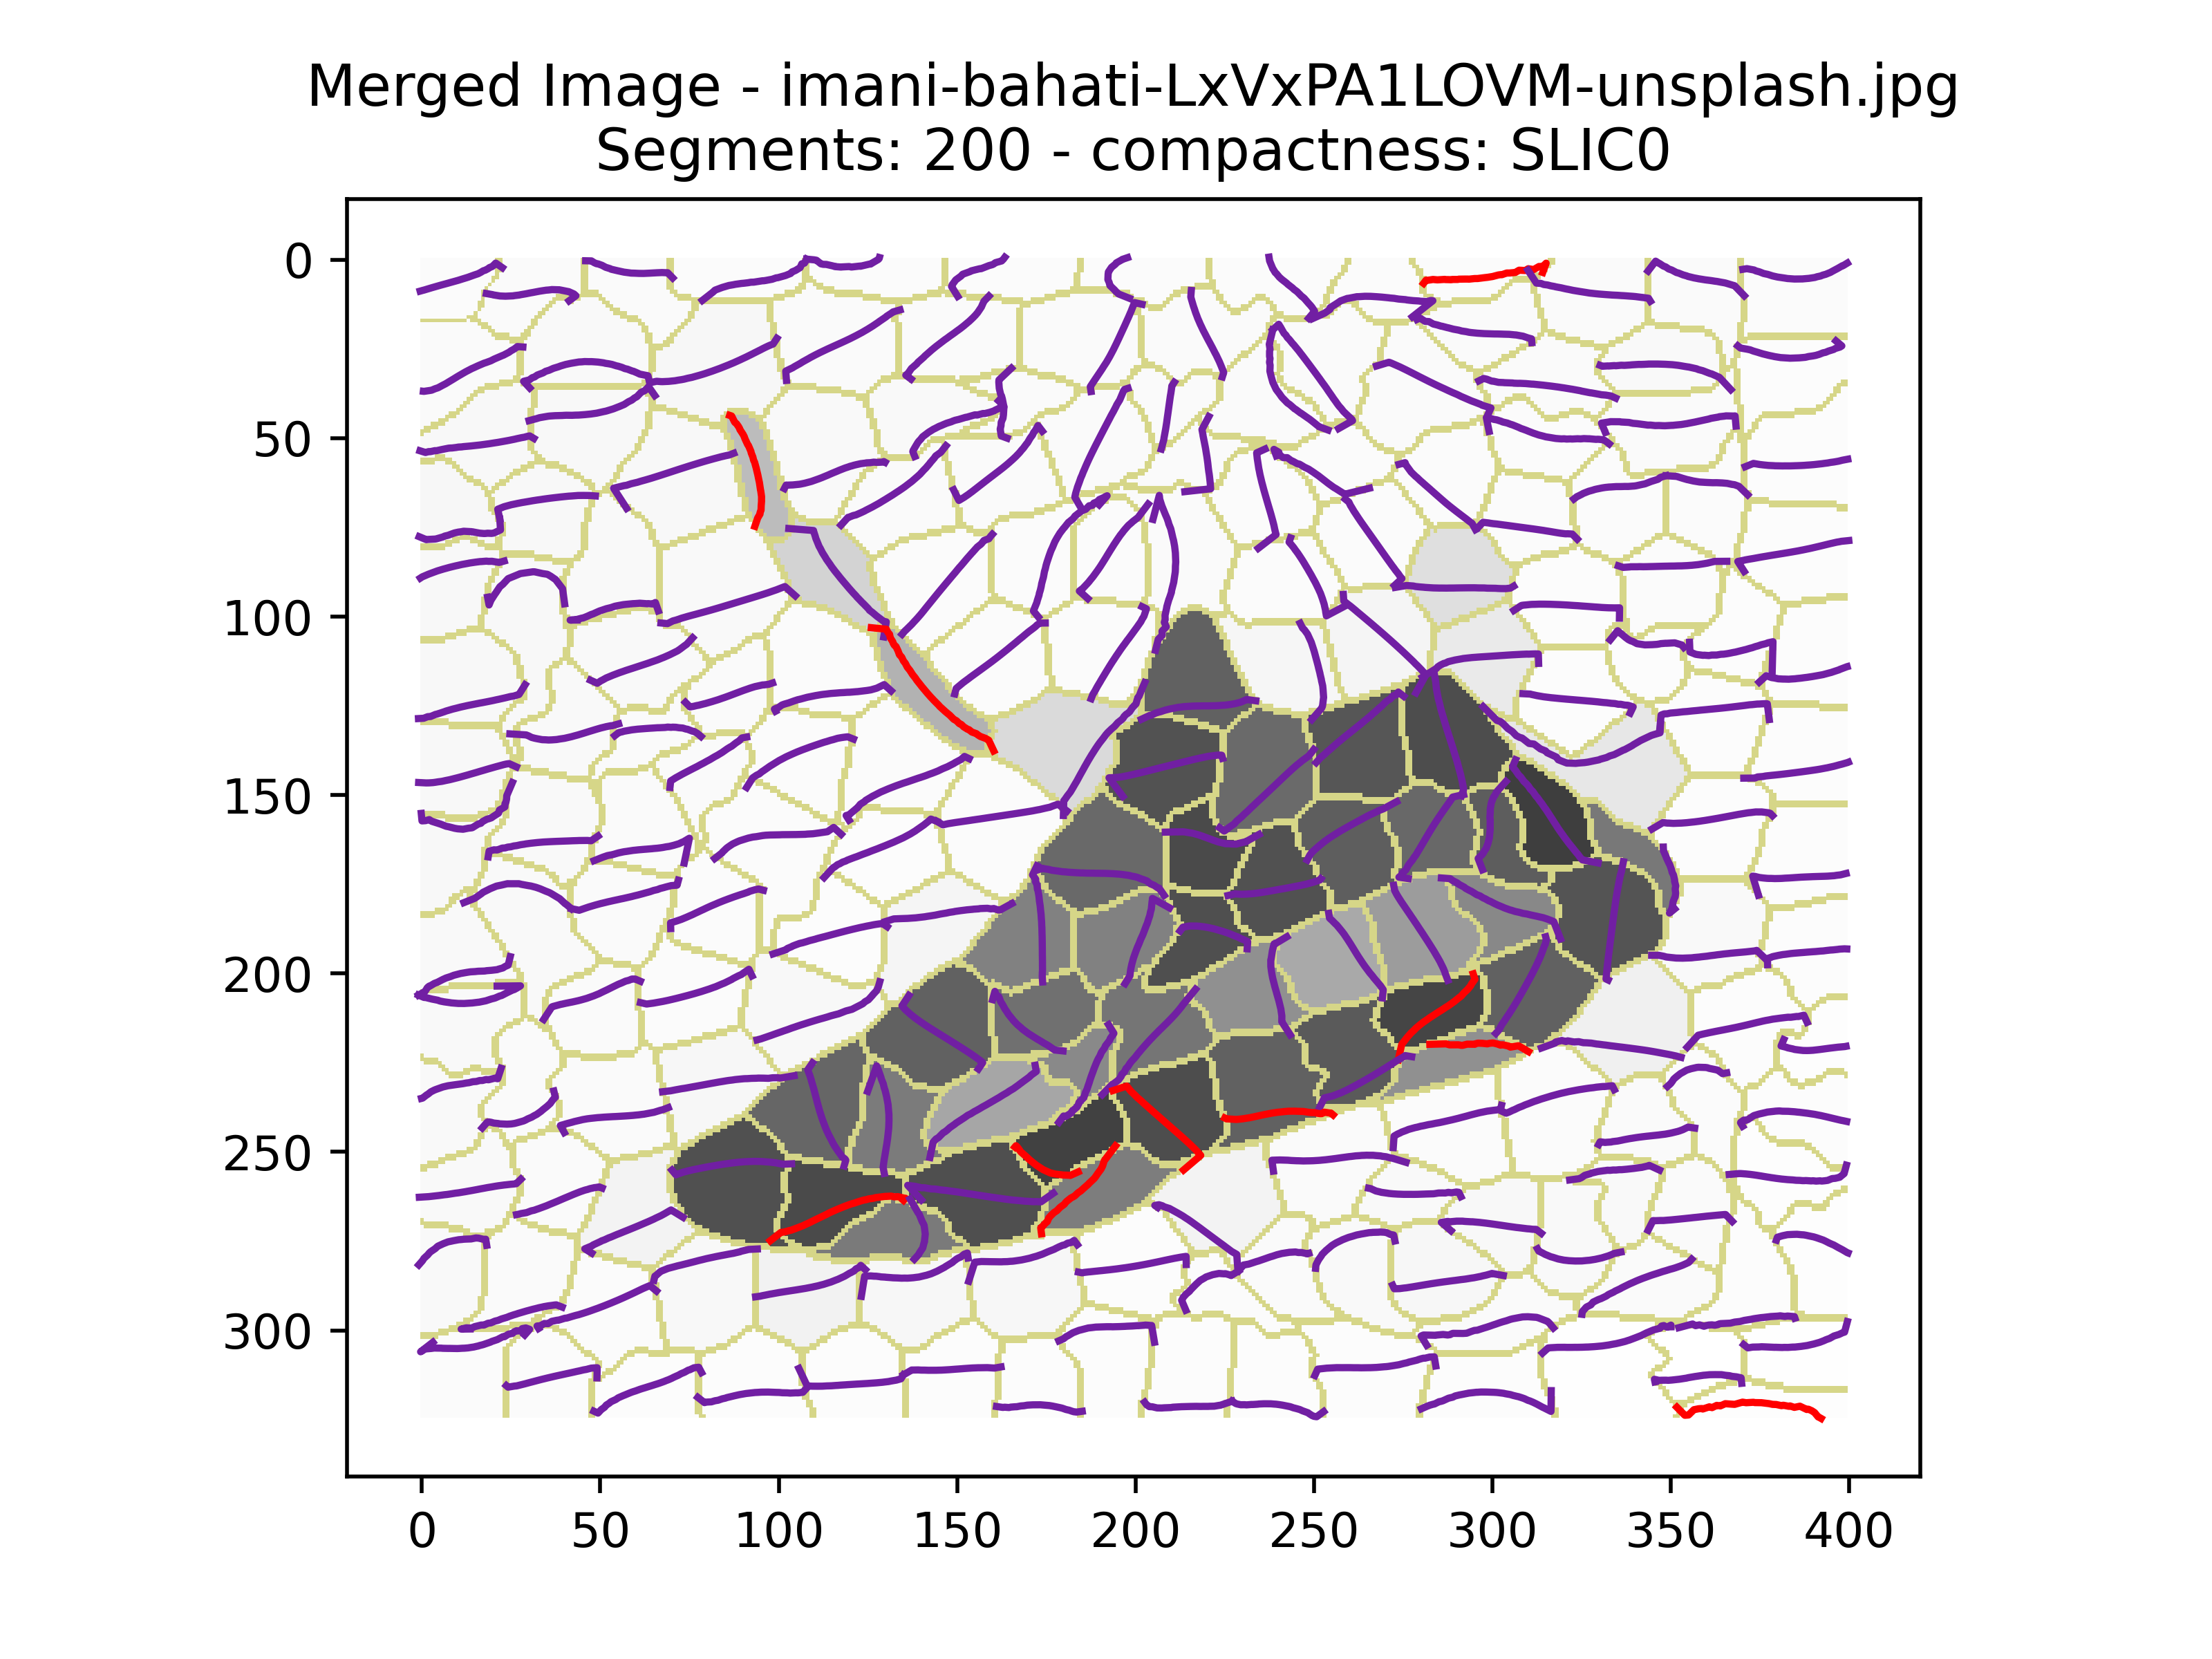 Merged Image - imani-bahati-LxVxPA1LOVM-unsplash.jpg
Segments: 200 - compactness: SLIC0
0
50
100
150
200
250
300
0 50 100 150 200 250 300 350 400